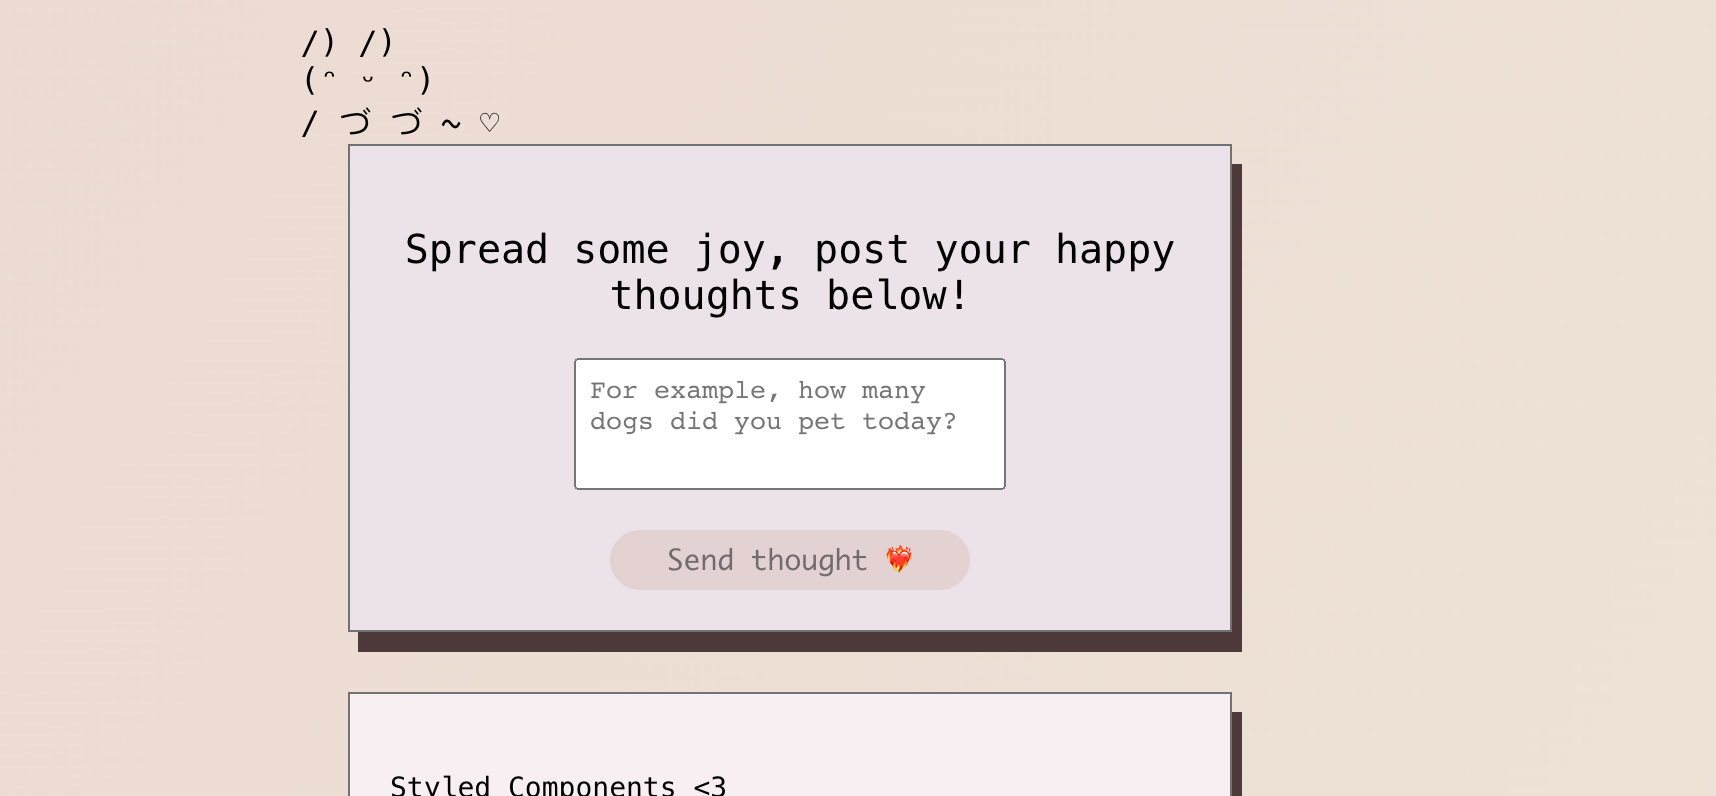 /) /)
(ᵔ ᵕ ᵔ)
/ づ づ ~ ♡
Spread some joy, post your happy
thoughts below!
For example, how many
dogs did you pet today?
Send thought ❤️‍🔥
Styled Components <3